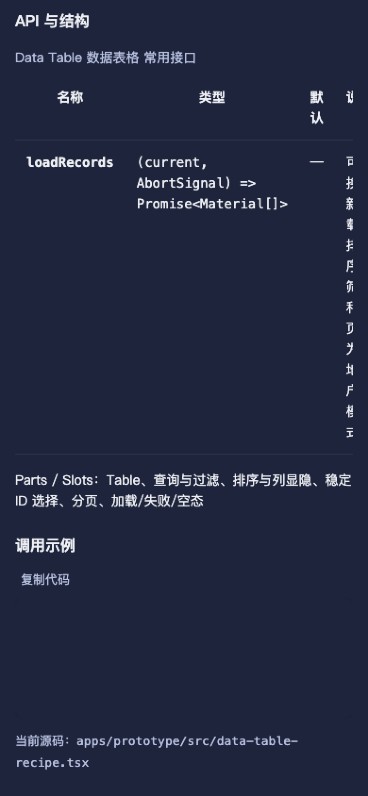 API 与结构
Data Table 数据表格 常用接口
名称 类型 默认
loadRecords (current, AbortSignal) => Promise<Material[]> —
Parts / Slots: Table、查询与过滤、排序与列显隐、稳定
ID 选择、分页、加载/失败/空态
调用示例
复制代码
当前源码: apps/prototype/src/data-table-
recipe.tsx